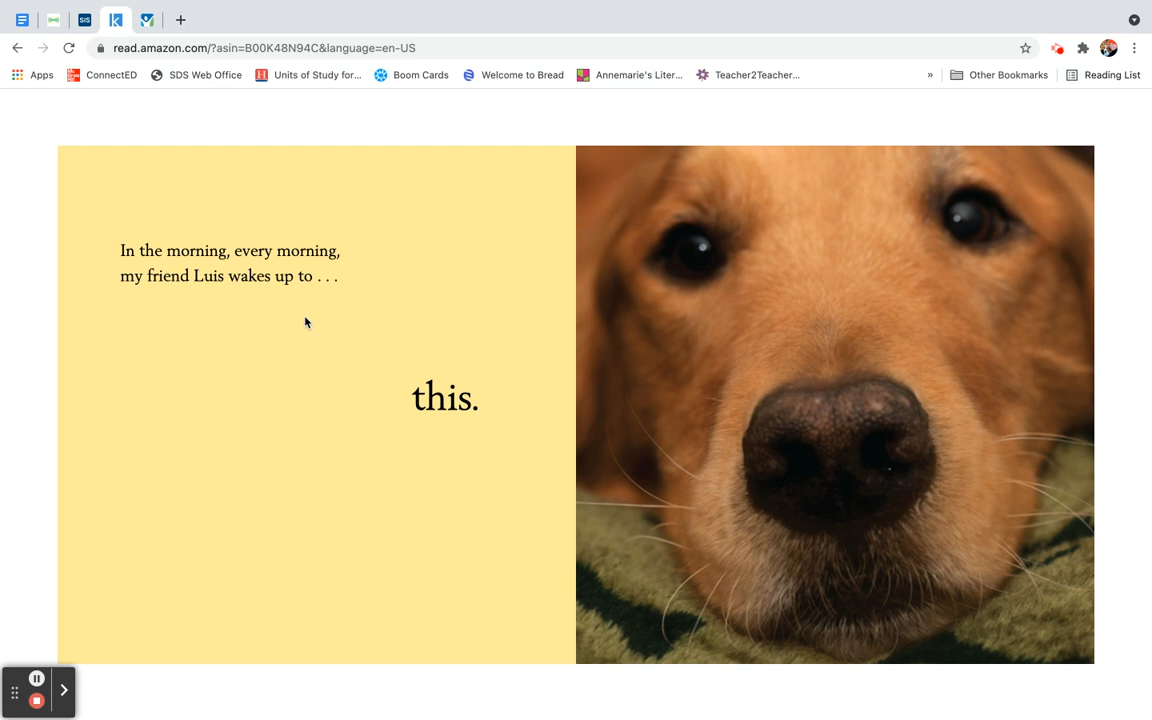 SIS
read.amazon.com/?asin=B00K48N94C&language=en-US
Apps
ConnectED
SDS Web Office
Units of Study for...
Boom Cards
Welcome to Bread
Annemarie's Liter...
Teacher2Teacher...
»
Other Bookmarks
Reading List
In the morning, every morning,
my friend Luis wakes up to . . .
this.